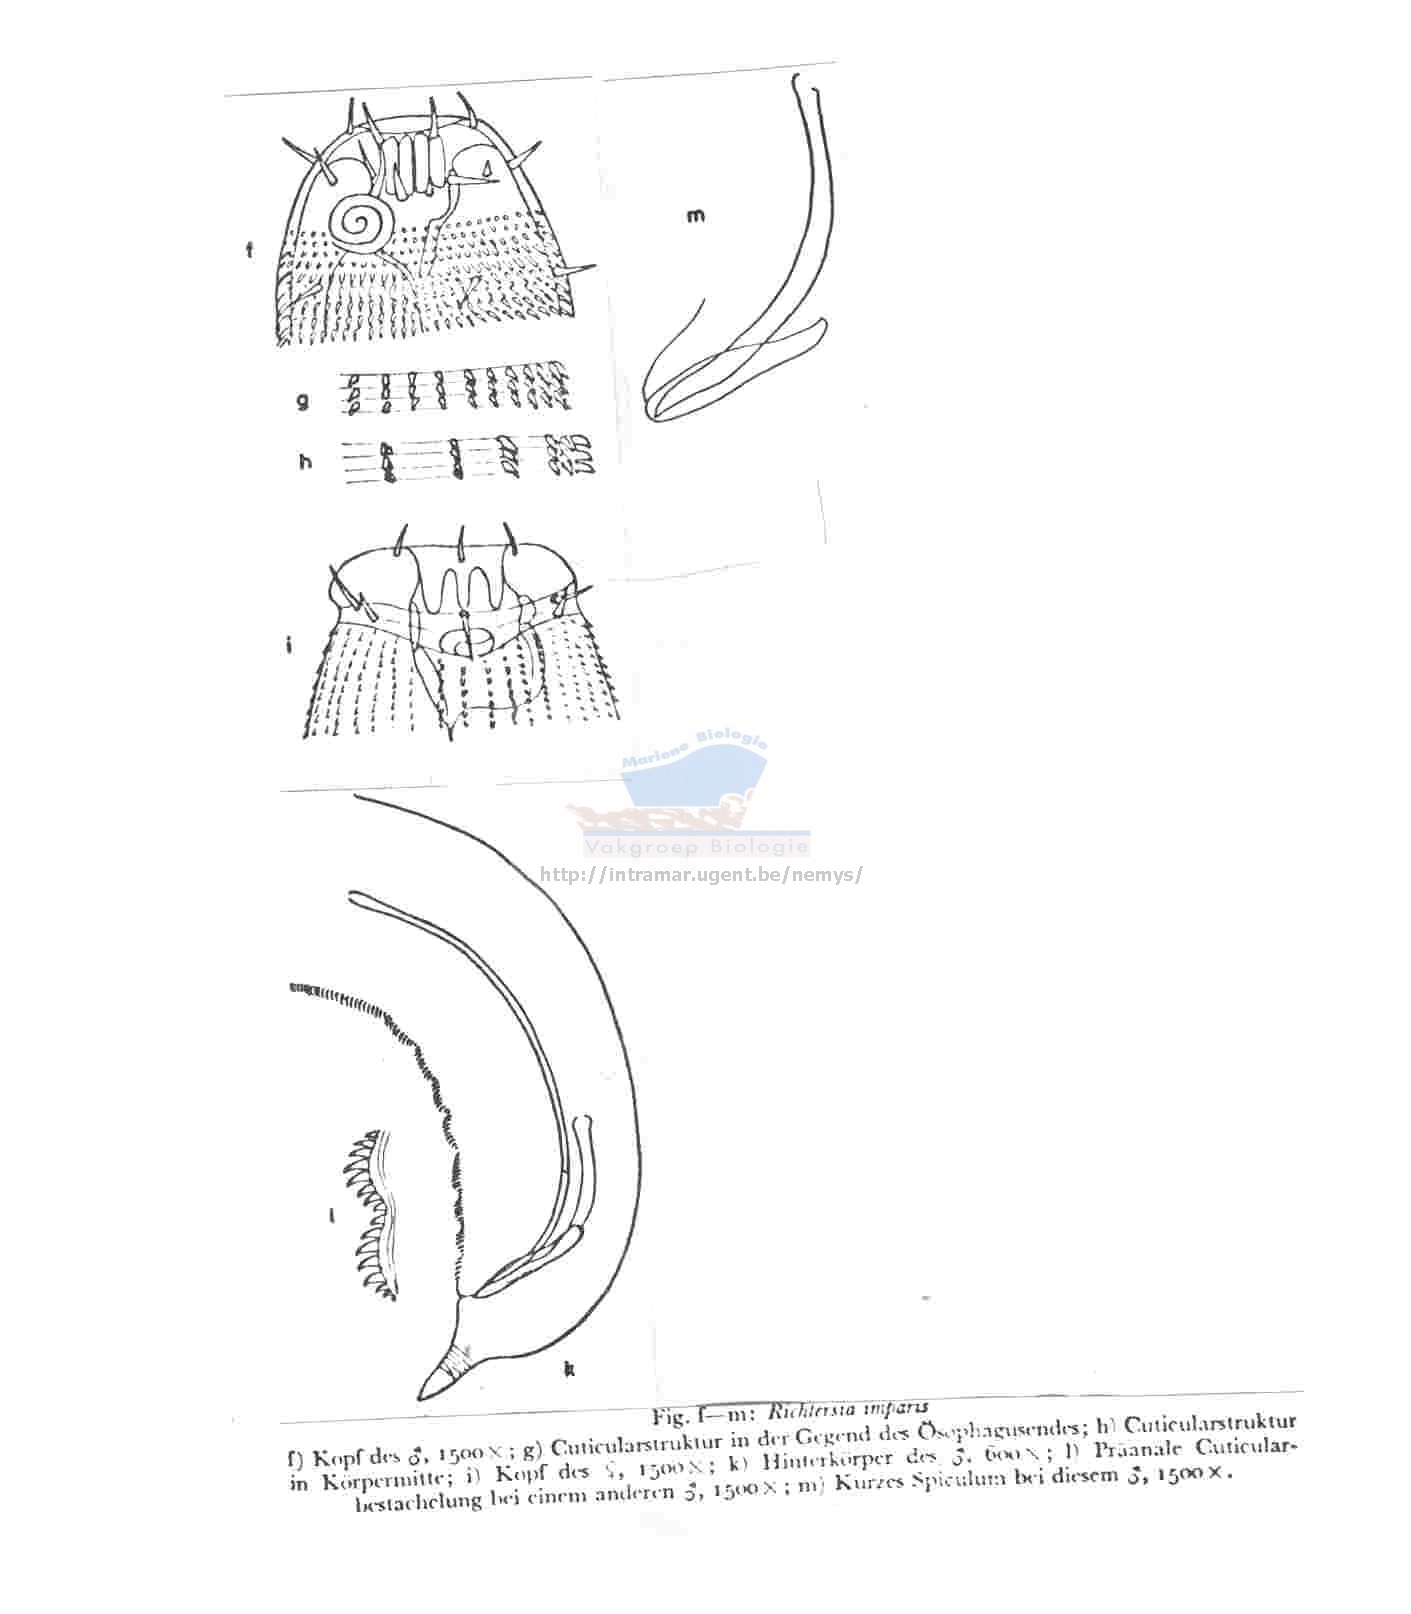 f
m
g
h
i
Mariene Biologie
Vakgroep Biologie
http://intramar.ugent.be/nemys/
l
k
Fig. f—m: Richtersia imparis
f) Kopf des ♂, 1500×; g) Cuticularstruktur in der Gegend des Ösophagusendes; h) Cuticularstruktur
in Körpermitte; i) Kopf des ♀, 1500×; k) Hinterkörper des ♂, 600×; l) Präanale Cuticular-
bestachelung bei einem anderen ♂, 1500×; m) Kurzes Spiculum bei diesem ♂, 1500×.